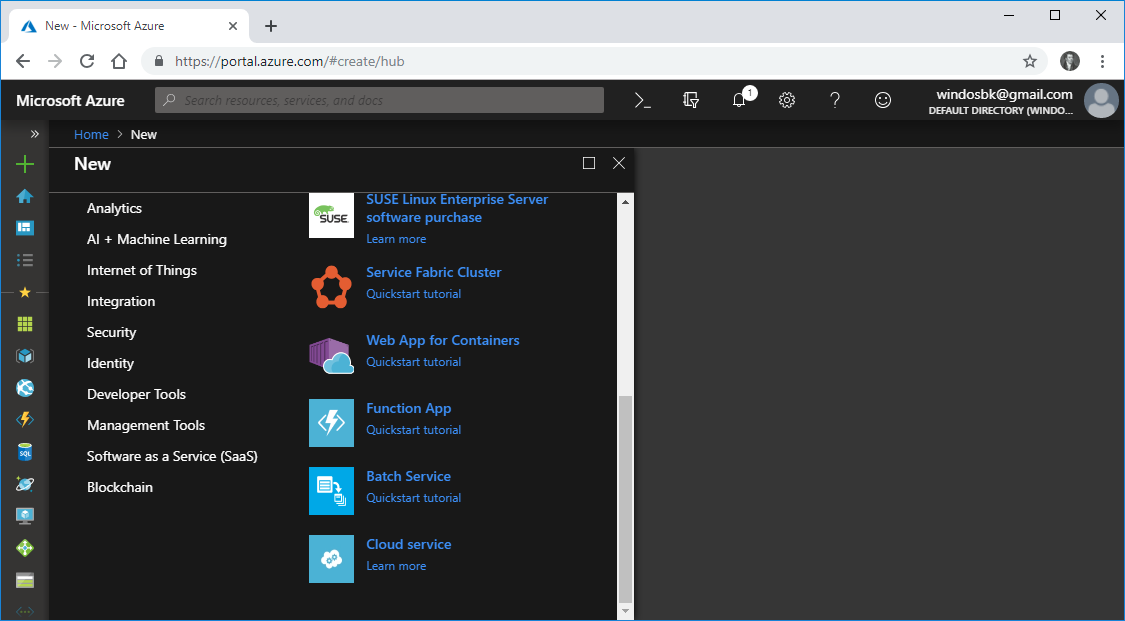 New - Microsoft Azure
https://portal.azure.com/#create/hub
Microsoft Azure
Search resources, services, and docs
1
windosbk@gmail.com
DEFAULT DIRECTORY (WINDO...
Home > New
New
Analytics
AI + Machine Learning
Internet of Things
Integration
Security
Identity
Developer Tools
Management Tools
Software as a Service (SaaS)
Blockchain
SUSE
SUSE Linux Enterprise Server
software purchase
Learn more
Service Fabric Cluster
Quickstart tutorial
Web App for Containers
Quickstart tutorial
Function App
Quickstart tutorial
Batch Service
Quickstart tutorial
Cloud service
Learn more
SQL